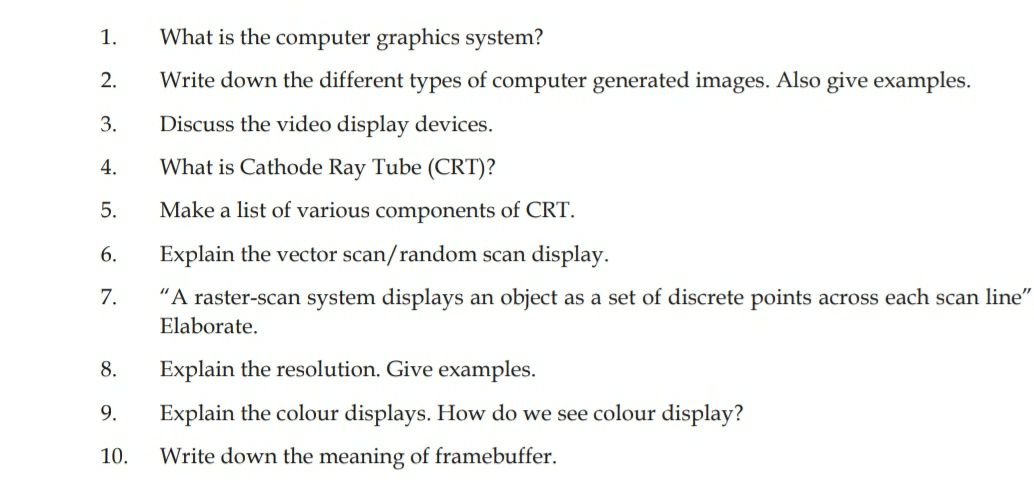 1. What is the computer graphics system?
2. Write down the different types of computer generated images. Also give examples.
3. Discuss the video display devices.
4. What is Cathode Ray Tube (CRT)?
5. Make a list of various components of CRT.
6. Explain the vector scan/random scan display.
7. “A raster-scan system displays an object as a set of discrete points across each scan line”
Elaborate.
8. Explain the resolution. Give examples.
9. Explain the colour displays. How do we see colour display?
10. Write down the meaning of framebuffer.